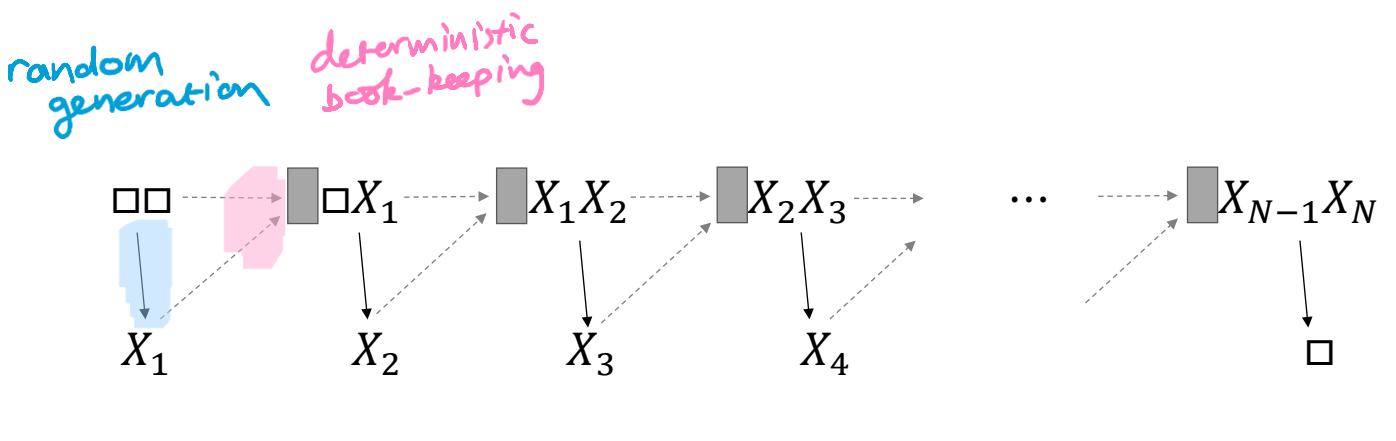 random
generation
deterministic
book-keeping
□□ □X₁ X₁X₂ X₂X₃ ⋯ X_{N−1}X_N
X₁ X₂ X₃ X₄ □